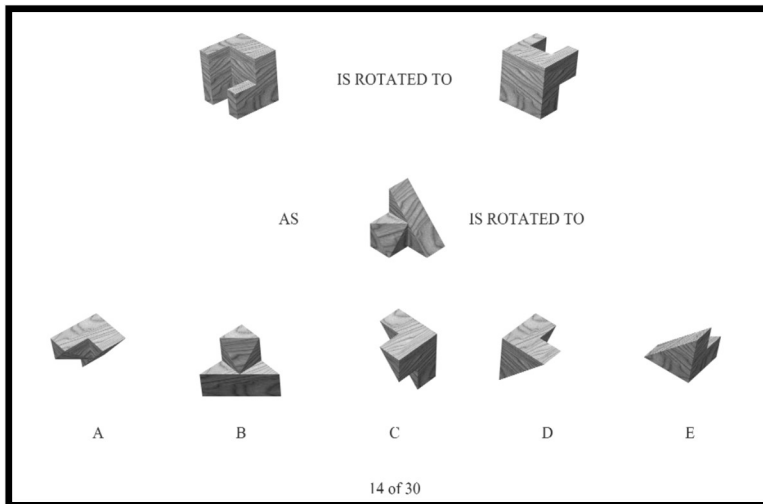 IS ROTATED TO
AS IS ROTATED TO
A B C D E
14 of 30